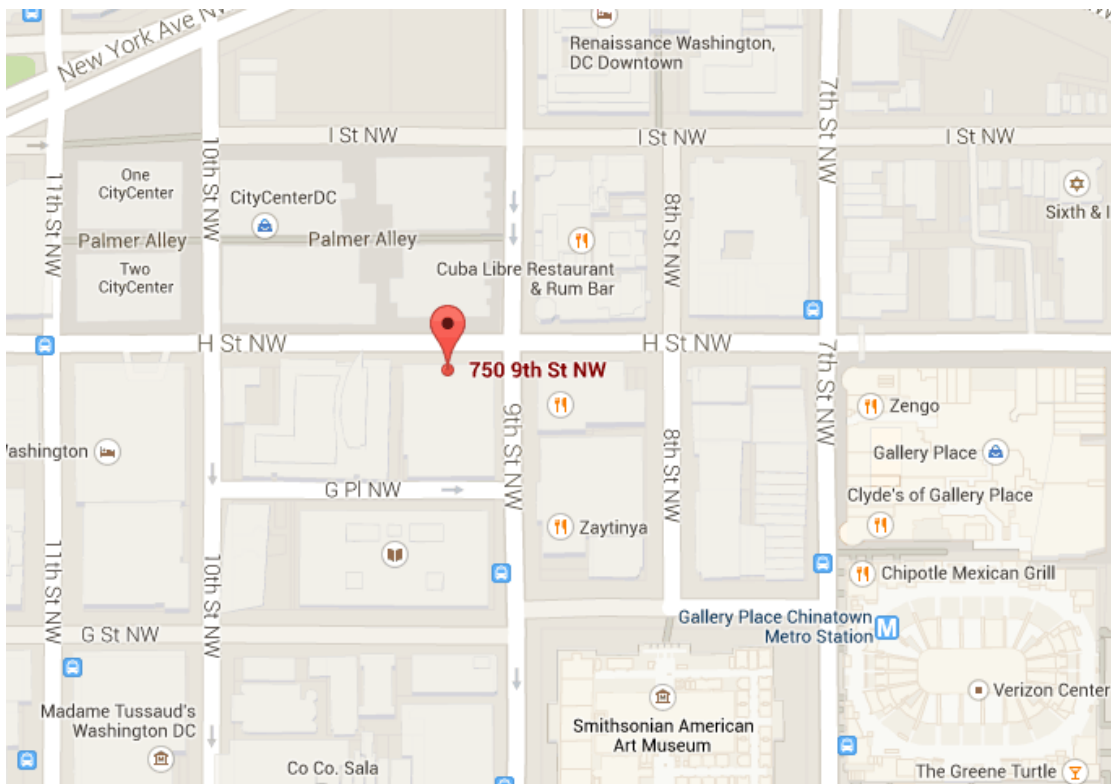 New York Ave NW
Renaissance Washington,
DC Downtown
7th St NW
I St NW
I St NW
I St NW
10th St NW
11th St NW
One
CityCenter
CityCenterDC
8th St NW
Sixth & I
Palmer Alley
Palmer Alley
Two
CityCenter
Cuba Libre Restaurant
& Rum Bar
H St NW
H St NW
7th St NW
750 9th St NW
9th St NW
8th St NW
Zengo
Washington
Gallery Place
G Pl NW
Clyde's of Gallery Place
Zaytinya
11th St NW
10th St NW
Chipotle Mexican Grill
G St NW
Gallery Place Chinatown
Metro Station
M
Verizon Center
Madame Tussaud's
Washington DC
Smithsonian American
Art Museum
Co Co. Sala
The Greene Turtle